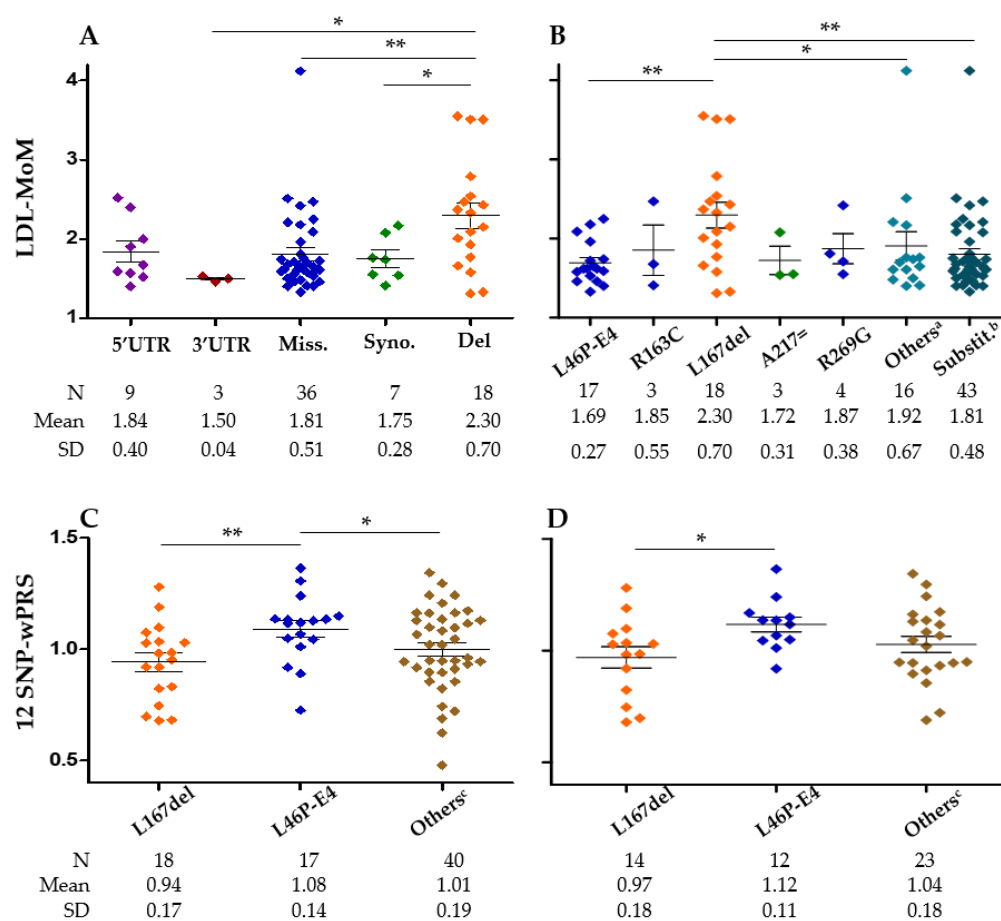 A
*
**
*
LDL-MoM
4
3
2
1
5′UTR 3′UTR Miss. Syno. Del
N 9 3 36 7 18
Mean 1.84 1.50 1.81 1.75 2.30
SD 0.40 0.04 0.51 0.28 0.70
B
**
*
**
L46P-E4 R163C L167del A217= R269G Othersᵃ Substit.ᵇ
17 3 18 3 4 16 43
1.69 1.85 2.30 1.72 1.87 1.92 1.81
0.27 0.55 0.70 0.31 0.38 0.67 0.48
C
**
*
12 SNP-wPRS
1.5
1.0
0.5
L167del L46P-E4 Othersᶜ
N 18 17 40
Mean 0.94 1.08 1.01
SD 0.17 0.14 0.19
D
*
L167del L46P-E4 Othersᶜ
14 12 23
0.97 1.12 1.04
0.18 0.11 0.18